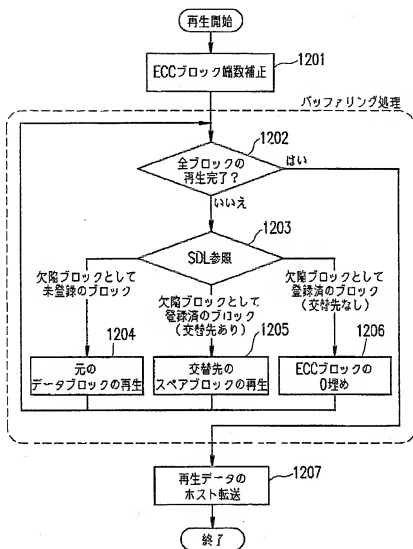 再生開始
ECCブロック端数補正
1201
バッファリング処理
1202
全ブロックの
再生完了?
はい
いいえ
1203
SDL参照
欠陥ブロックとして
未登録のブロック
欠陥ブロックとして
登録済のブロック
(交替先あり)
欠陥ブロックとして
登録済のブロック
(交替先なし)
1204
元の
データブロックの再生
1205
交替先の
スペアブロックの再生
1206
ECCブロックの
0埋め
1207
再生データの
ホスト転送
終了